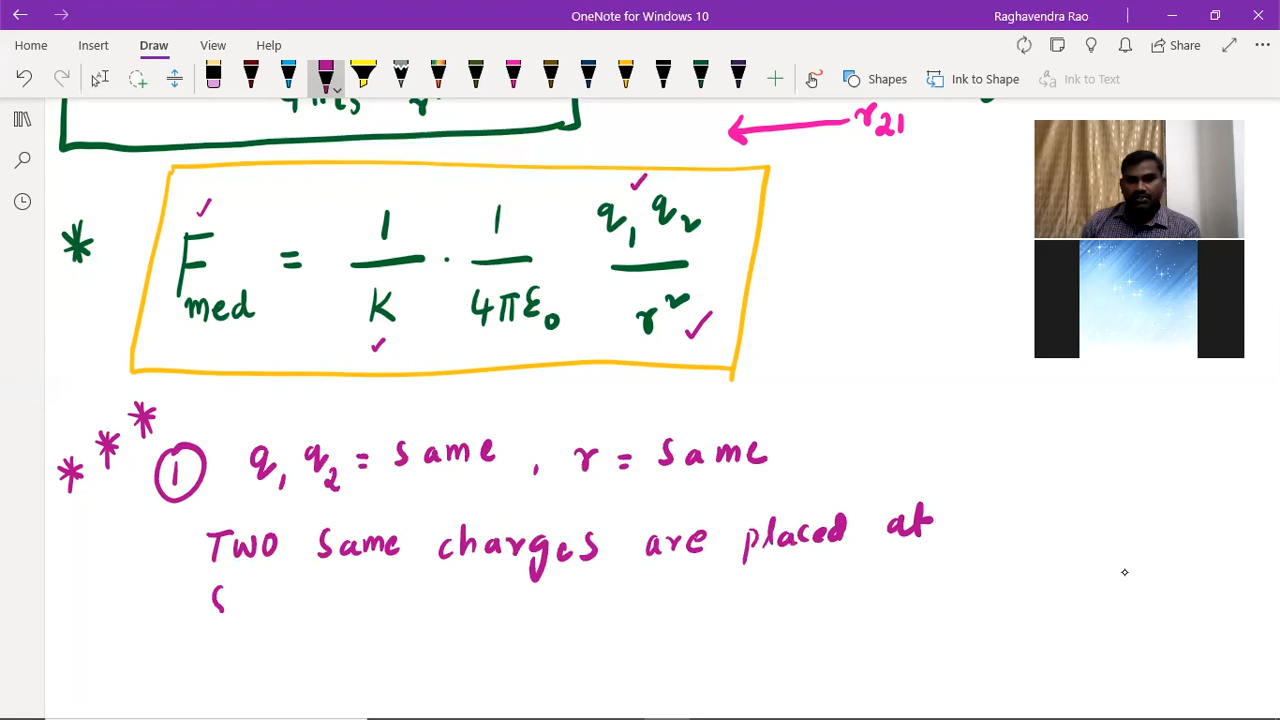 OneNote for Windows 10
Raghavendra Rao
Home Insert Draw View Help
Share
Shapes Ink to Shape Ink to Text
r21
* Fmed = 1/K · 1/4πε0 q1q2/r²
*** ① q1 q2 = same , r = same
Two same charges are placed at
S